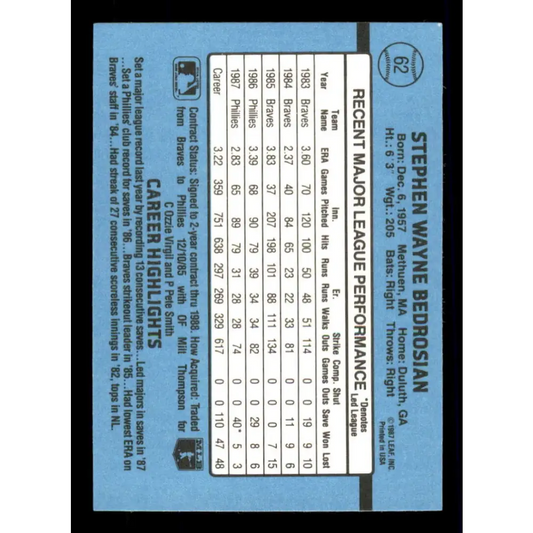 62
STEPHEN WAYNE BEDROSIAN
Born: Dec. 6, 1957 Methuen, MA Home: Duluth, GA
Ht.: 6' 3" Wgt.: 205 Bats: Right Throws: Right
© 1987 LEAF, INC.
Printed in USA
RECENT MAJOR LEAGUE PERFORMANCE *Denotes Led League
Team Inn. Er. Strike Comp. Shut
Year Name ERA Games Pitched Hits Runs Runs Walks Outs Games Outs Save Won Lost
1983 Braves 3.60 70 120 100 50 48 51 114 0 0 19 9 10
1984 Braves 2.37 40 84 65 23 22 33 81 0 0 11 9 6
1985 Braves 3.83 37 207 198 101 88 111 134 0 0 0 7 15
1986 Phillies 3.39 68 90 79 39 34 34 82 0 0 29 8 6
1987 Phillies 2.83 65 89 79 31 28 28 74 0 0 40* 5 3
Career 3.22 359 751 638 297 269 329 617 0 0 110 47 48
Contract Status: Signed to 2-year contract thru 1988. How Acquired: Traded
from Braves to Phillies 12/10/85 with OF Milt Thompson for
C Ozzie Virgil and P Pete Smith
CAREER HIGHLIGHTS
Set a major league record last year by recording 13 consecutive saves...Led majors in saves in '87
...Set a Phillies' club record for saves in '86...Braves strikeout leader in '85...Had lowest ERA on
Braves' staff in '84...Had streak of 27 consecutive scoreless innings in '82, tops in NL.